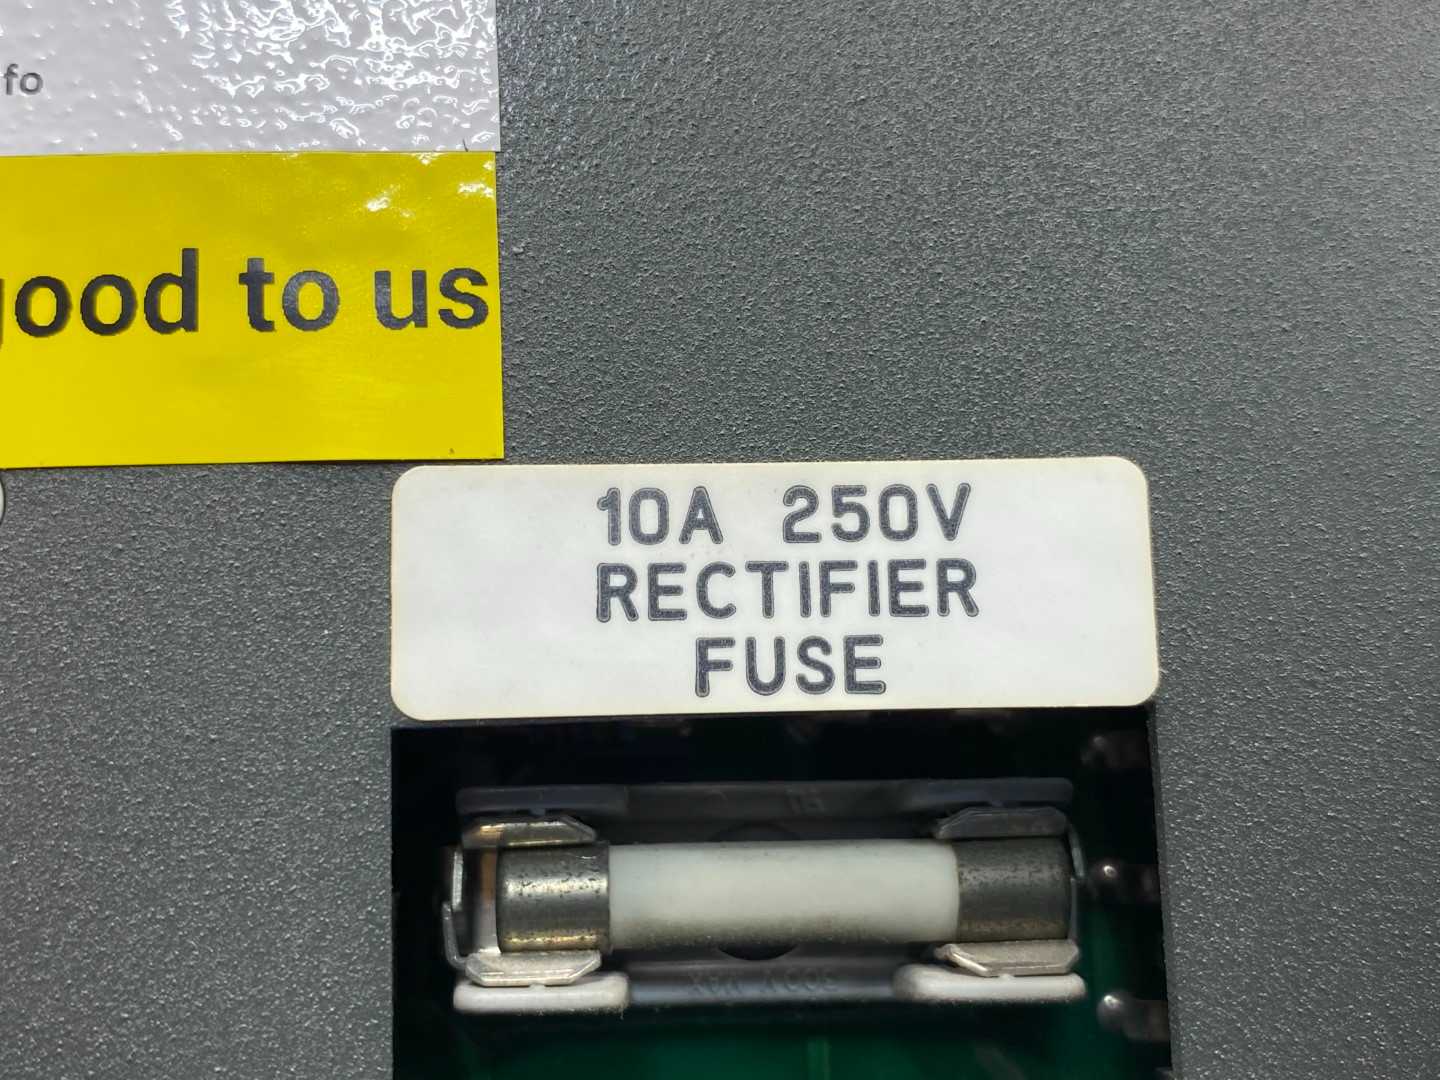 fo
good to us
10A 250V
RECTIFIER
FUSE